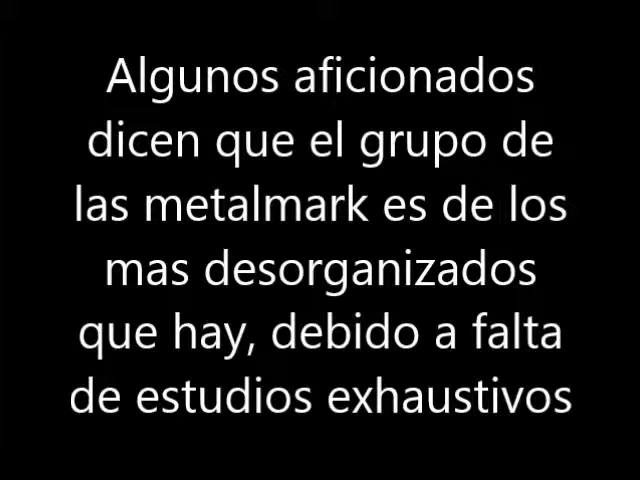 Algunos aficionados
dicen que el grupo de
las metalmark es de los
mas desorganizados
que hay, debido a falta
de estudios exhaustivos